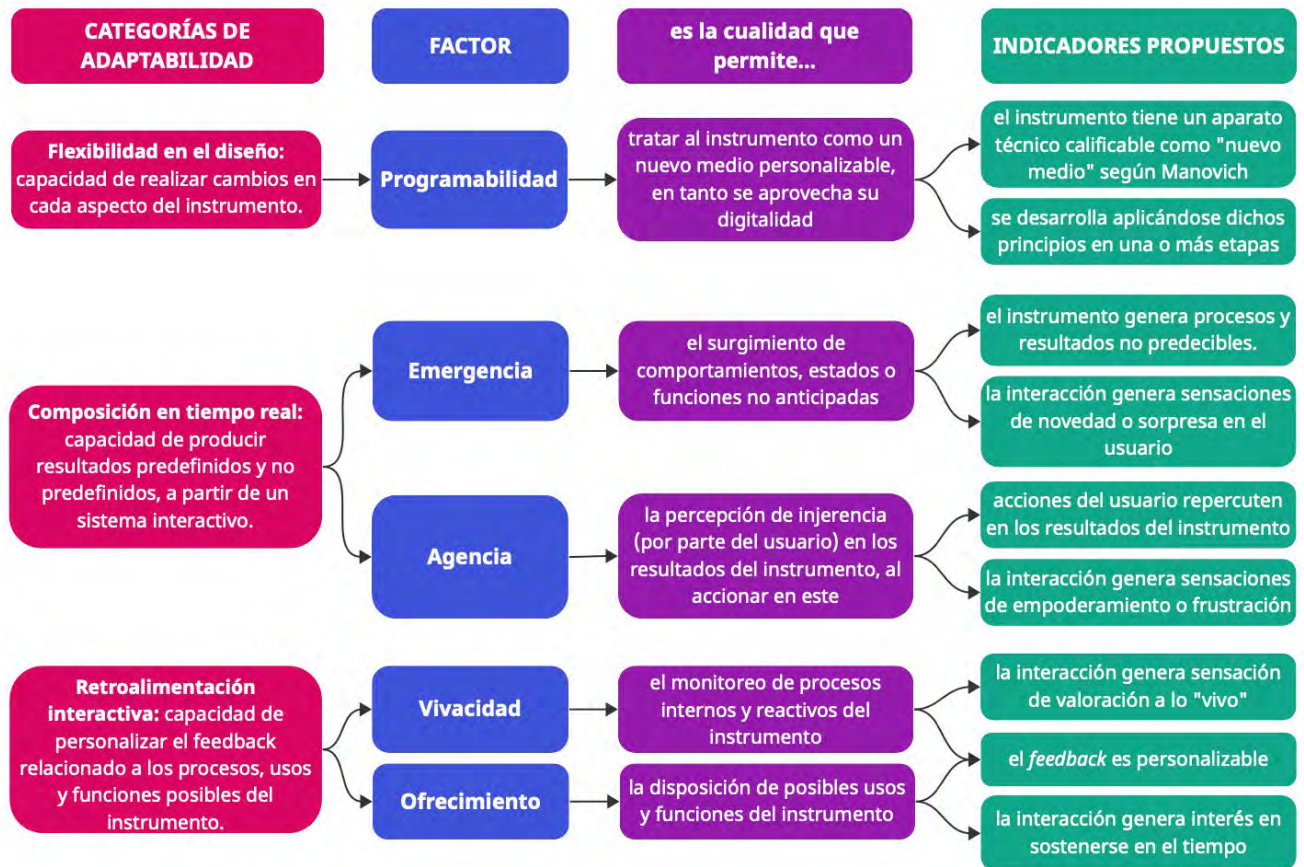 CATEGORÍAS DE
ADAPTABILIDAD
FACTOR
es la cualidad que
permite...
INDICADORES PROPUESTOS
Flexibilidad en el diseño:
capacidad de realizar cambios en
cada aspecto del instrumento.
Programabilidad
tratar al instrumento como un
nuevo medio personalizable,
en tanto se aprovecha su
digitalidad
el instrumento tiene un aparato
técnico calificable como "nuevo
medio" según Manovich
se desarrolla aplicándose dichos
principios en una o más etapas
Composición en tiempo real:
capacidad de producir
resultados predefinidos y no
predefinidos, a partir de un
sistema interactivo.
Emergencia
el surgimiento de
comportamientos, estados o
funciones no anticipadas
el instrumento genera procesos y
resultados no predecibles.
la interacción genera sensaciones
de novedad o sorpresa en el
usuario
Agencia
la percepción de injerencia
(por parte del usuario) en los
resultados del instrumento, al
accionar en este
acciones del usuario repercuten
en los resultados del instrumento
la interacción genera sensaciones
de empoderamiento o frustración
Retroalimentación
interactiva: capacidad de
personalizar el feedback
relacionado a los procesos, usos
y funciones posibles del
instrumento.
Vivacidad
el monitoreo de procesos
internos y reactivos del
instrumento
la interacción genera sensación
de valoración a lo "vivo"
el feedback es personalizable
Ofrecimiento
la disposición de posibles usos
y funciones del instrumento
la interacción genera interés en
sostenerse en el tiempo